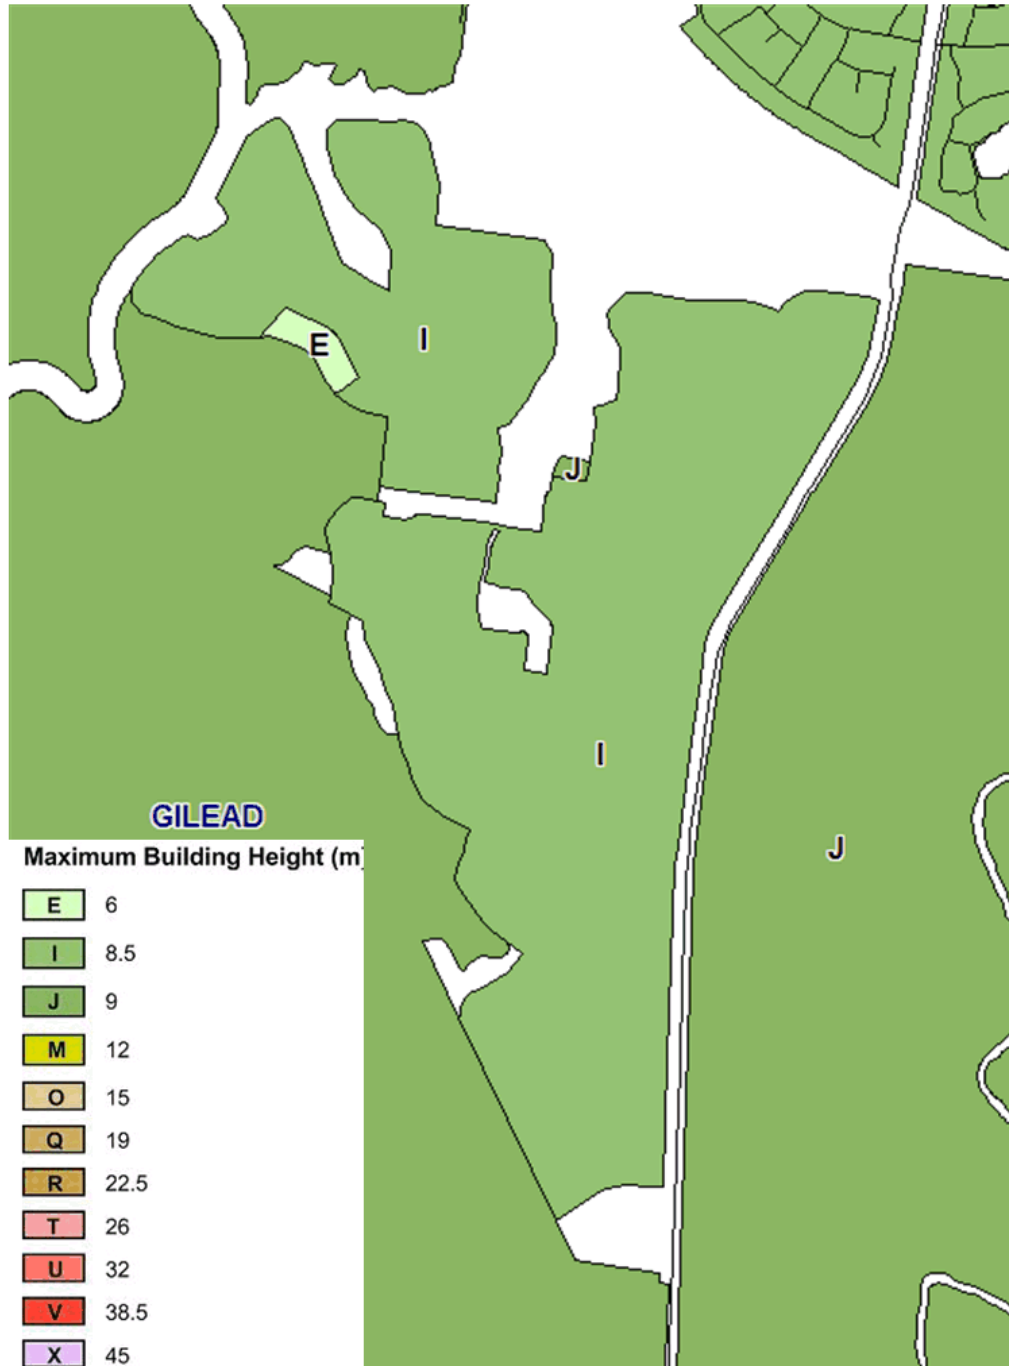 E
I
J
I
J
GILEAD
Maximum Building Height (m)
E 6
I 8.5
J 9
M 12
O 15
Q 19
R 22.5
T 26
U 32
V 38.5
X 45